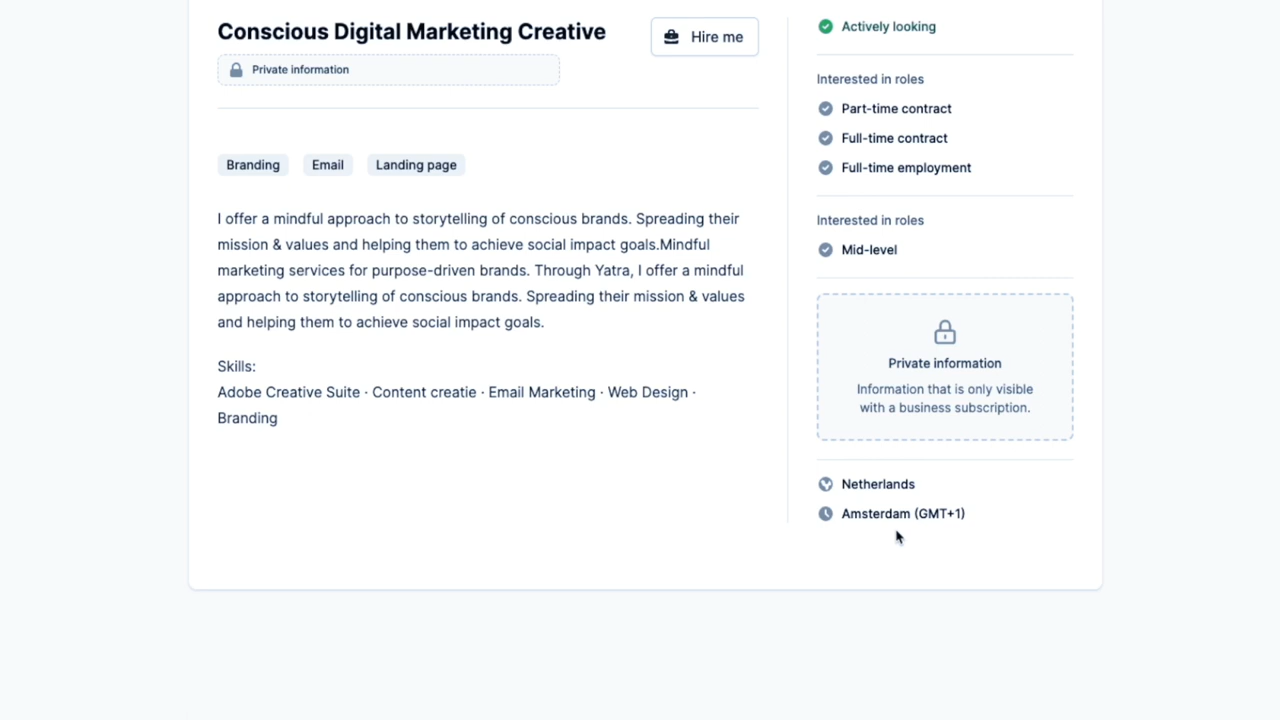 Conscious Digital Marketing Creative
Hire me
Private information
Branding
Email
Landing page
I offer a mindful approach to storytelling of conscious brands. Spreading their
mission & values and helping them to achieve social impact goals.Mindful
marketing services for purpose-driven brands. Through Yatra, I offer a mindful
approach to storytelling of conscious brands. Spreading their mission & values
and helping them to achieve social impact goals.
Skills:
Adobe Creative Suite · Content creatie · Email Marketing · Web Design ·
Branding
Actively looking
Interested in roles
Part-time contract
Full-time contract
Full-time employment
Interested in roles
Mid-level
Private information
Information that is only visible
with a business subscription.
Netherlands
Amsterdam (GMT+1)